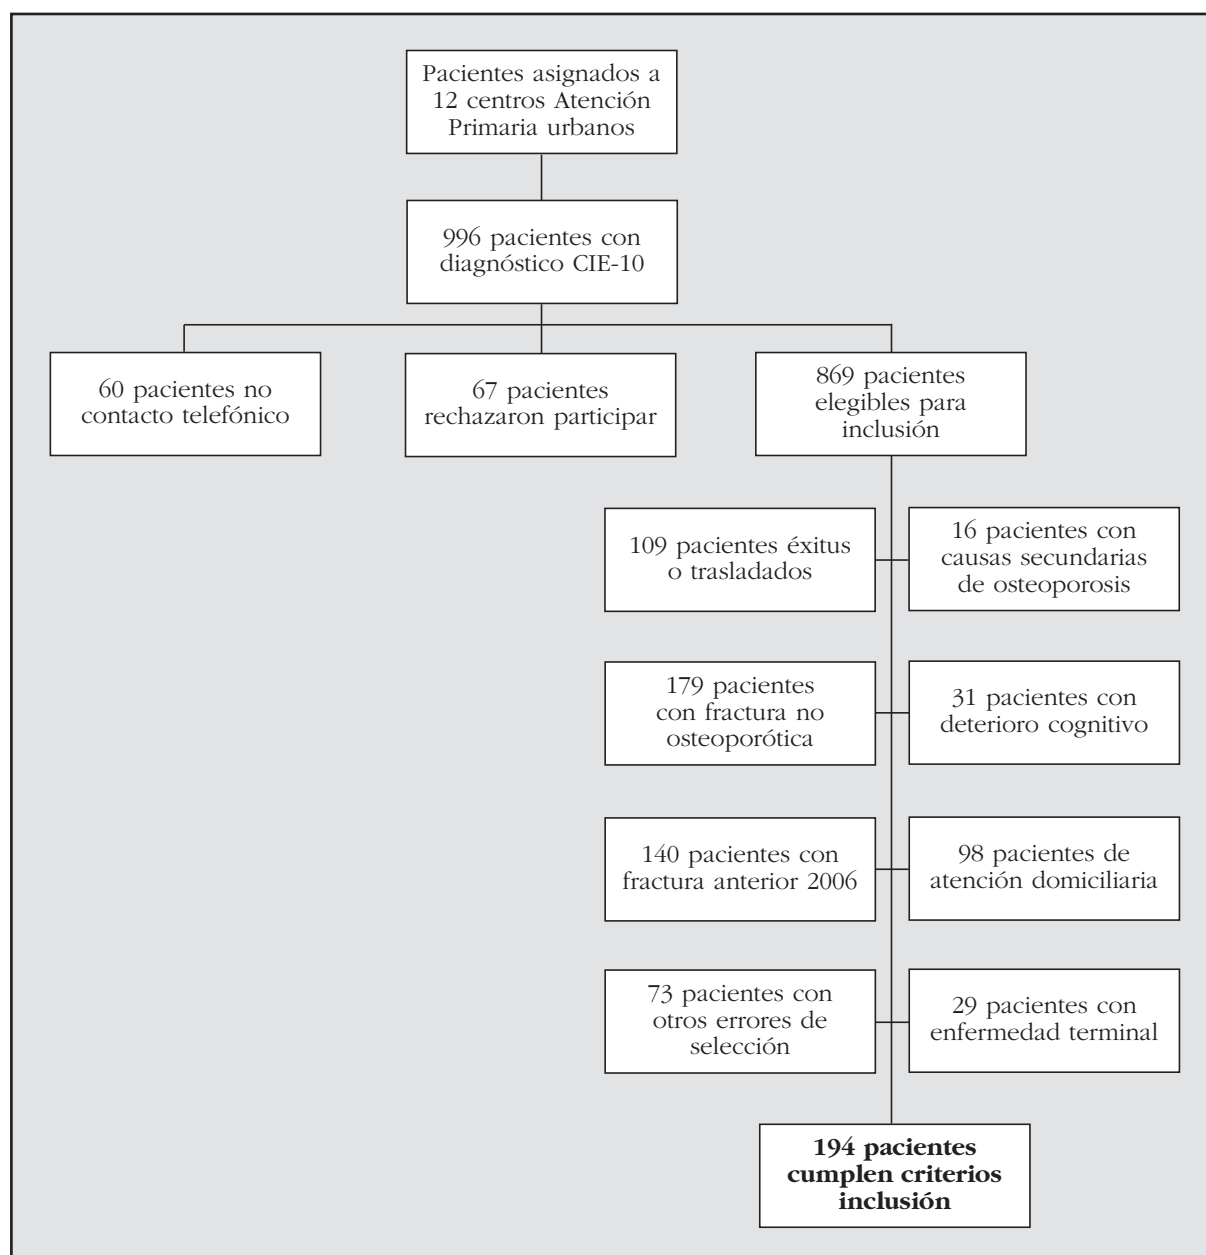 Pacientes asignados a
12 centros Atención
Primaria urbanos
996 pacientes con
diagnóstico CIE-10
60 pacientes no
contacto telefónico
67 pacientes
rechazaron participar
869 pacientes
elegibles para
inclusión
109 pacientes éxitus
o trasladados
16 pacientes con
causas secundarias
de osteoporosis
179 pacientes
con fractura no
osteoporótica
31 pacientes con
deterioro cognitivo
140 pacientes con
fractura anterior 2006
98 pacientes de
atención domiciliaria
73 pacientes con
otros errores de
selección
29 pacientes con
enfermedad terminal
194 pacientes
cumplen criterios
inclusión